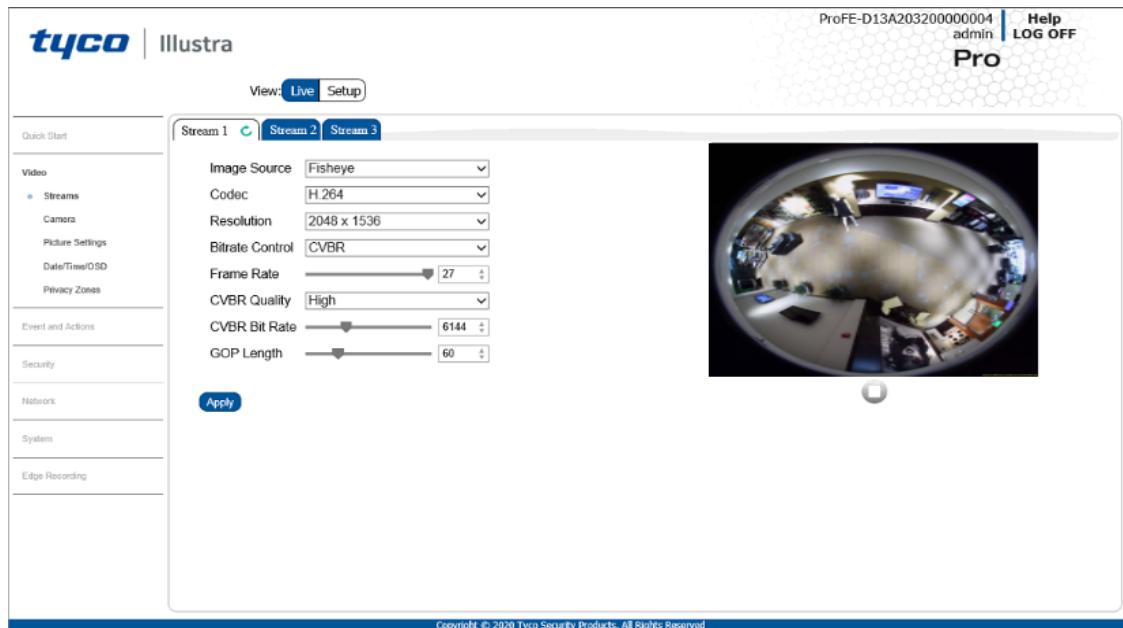 tyco | Illustra
ProFE-D13A203200000004 Help
admin LOG OFF
Pro
View: Live Setup
Quick Start
Video
Streams
Camera
Picture Settings
Date/Time/OSD
Privacy Zones
Event and Actions
Security
Network
System
Edge Recording
Stream 1 Stream 2 Stream 3
Image Source Fisheye
Codec H.264
Resolution 2048 x 1536
Bitrate Control CVBR
Frame Rate 27
CVBR Quality High
CVBR Bit Rate 6144
GOP Length 60
Apply
Copyright © 2020 Tyco Security Products. All Rights Reserved